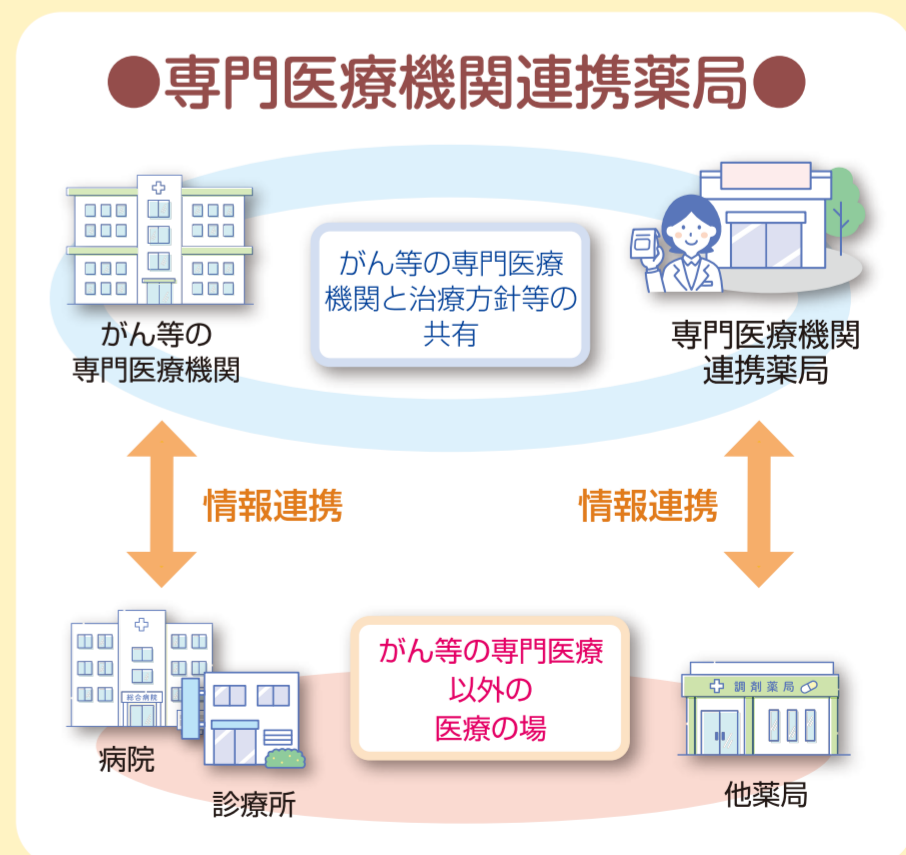 ●専門医療機関連携薬局●
がん等の専門医療
機関と治療方針等の
共有
がん等の
専門医療機関
専門医療機関
連携薬局
情報連携
情報連携
がん等の専門医療
以外の
医療の場
総合病院
調剤薬局
病院
診療所
他薬局